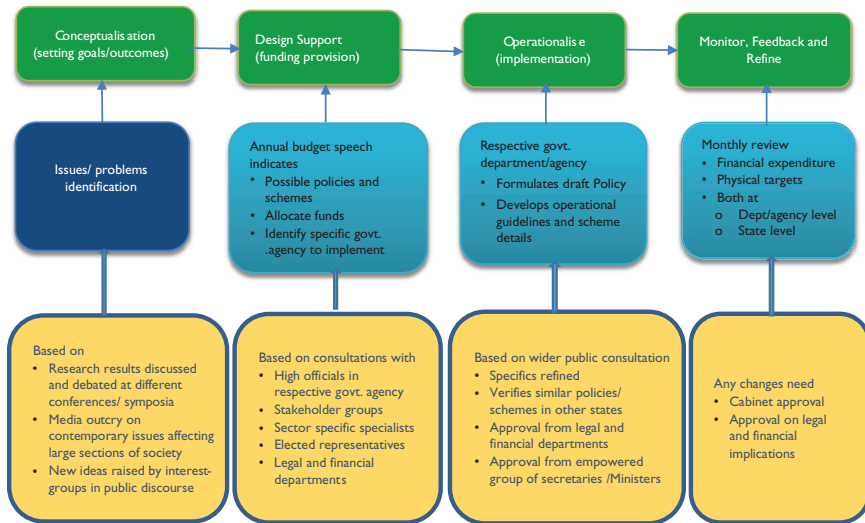 Conceptualisation
(setting goals/outcomes)
Design Support
(funding provision)
Operationalise
(implementation)
Monitor, Feedback and
Refine
Issues/ problems
identification
Annual budget speech
indicates
• Possible policies and
schemes
• Allocate funds
• Identify specific govt.
.agency to implement
Respective govt.
department/agency
• Formulates draft Policy
• Develops operational
guidelines and scheme
details
Monthly review
• Financial expenditure
• Physical targets
• Both at
o Dept/agency level
o State level
Based on
• Research results discussed
and debated at different
conferences/ symposia
• Media outcry on
contemporary issues affecting
large sections of society
• New ideas raised by interest-
groups in public discourse
Based on consultations with
• High officials in
respective govt. agency
• Stakeholder groups
• Sector specific specialists
• Elected representatives
• Legal and financial
departments
Based on wider public consultation
• Specifics refined
• Verifies similar policies/
schemes in other states
• Approval from legal and
financial departments
• Approval from empowered
group of secretaries /Ministers
Any changes need
• Cabinet approval
• Approval on legal
and financial
implications